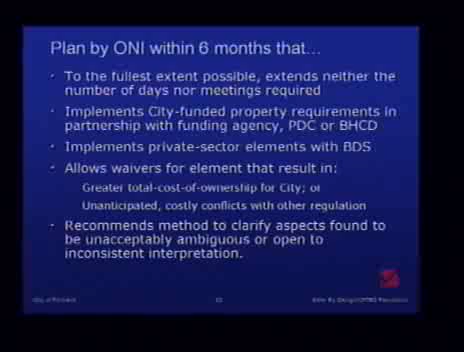 Plan by ONI within 6 months that...
· To the fullest extent possible, extends neither the
number of days nor meetings required
· Implements City-funded property requirements in
partnership with funding agency, PDC or BHCD
· Implements private-sector elements with BDS
· Allows waivers for element that result in:
Greater total-cost-of-ownership for City; or
Unanticipated, costly conflicts with other regulation
· Recommends method to clarify aspects found to
be unacceptably ambiguous or open to
inconsistent interpretation.
City of Portland